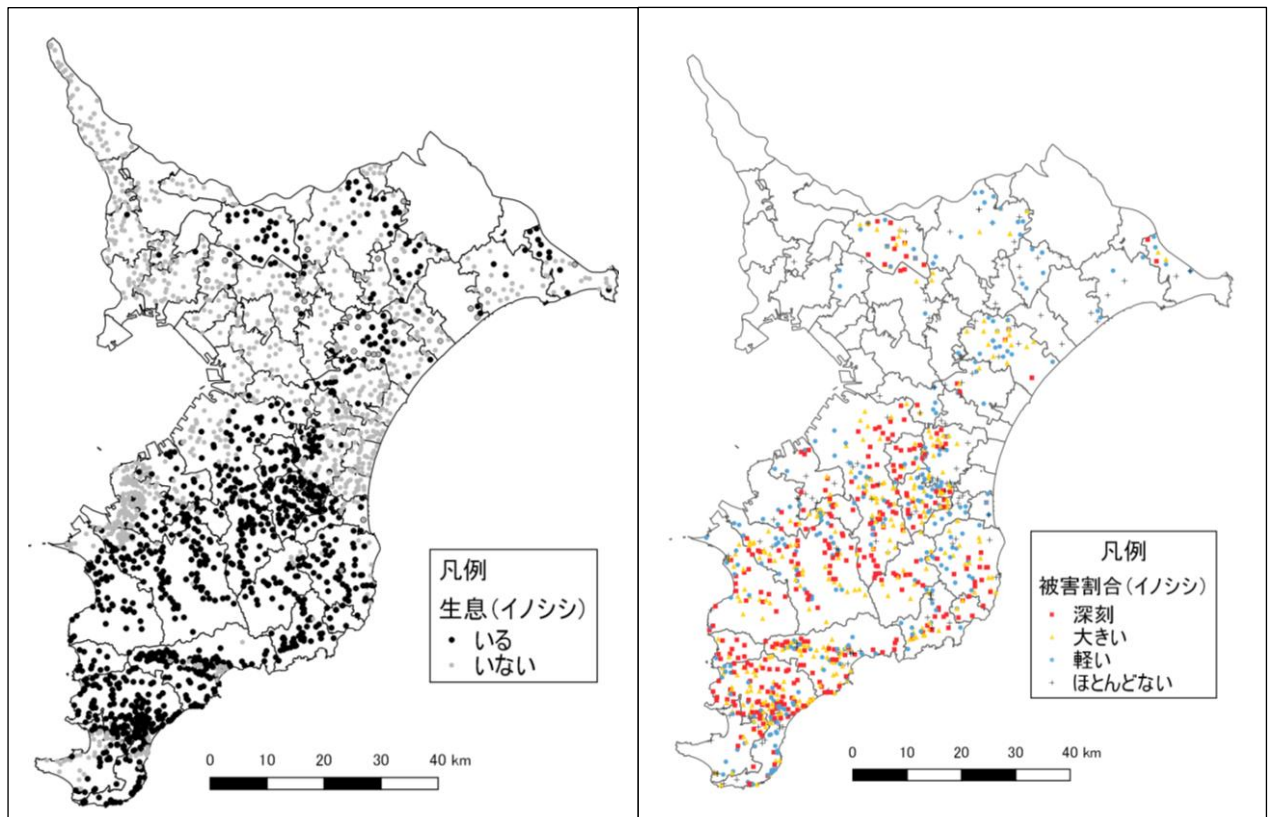 凡例
生息(イノシシ)
いる
いない
0 10 20 30 40 km
凡例
被害割合(イノシシ)
深刻
大きい
軽い
ほとんどない
0 10 20 30 40 km